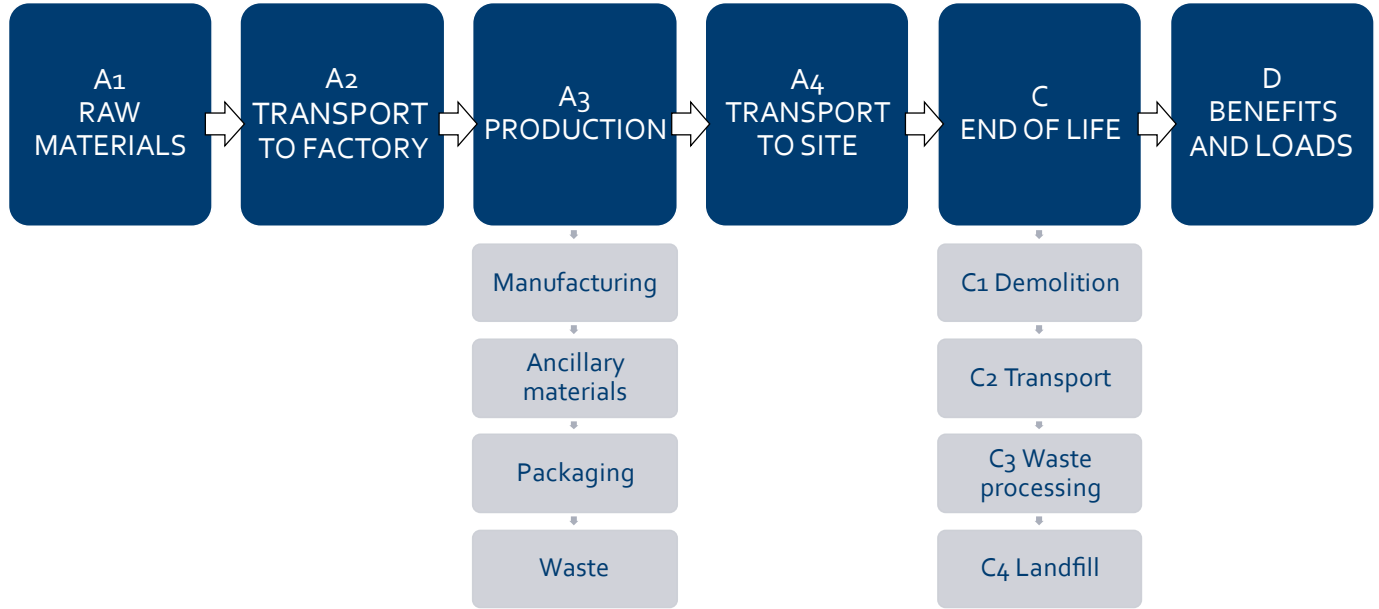 A1
RAW
MATERIALS
A2
TRANSPORT
TO FACTORY
A3
PRODUCTION
A4
TRANSPORT
TO SITE
C
END OF LIFE
D
BENEFITS
AND LOADS
Manufacturing
Ancillary
materials
Packaging
Waste
C1 Demolition
C2 Transport
C3 Waste
processing
C4 Landfill